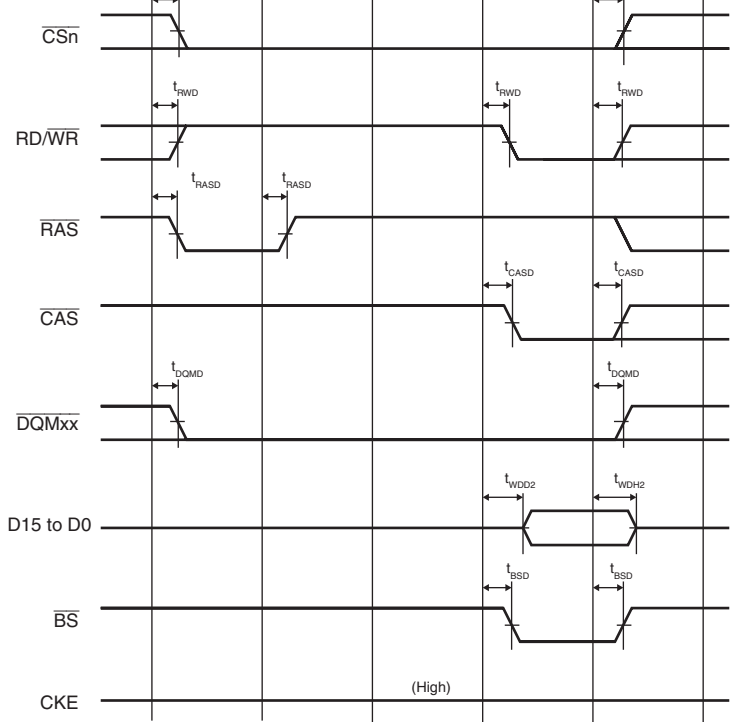 CSn
tRWD tRWD tRWD
RD/WR
tRASD tRASD
RAS
tCASD tCASD
CAS
tDQMD tDQMD
DQMxx
tWDD2 tWDH2
D15 to D0
tBSD tBSD
BS
(High)
CKE